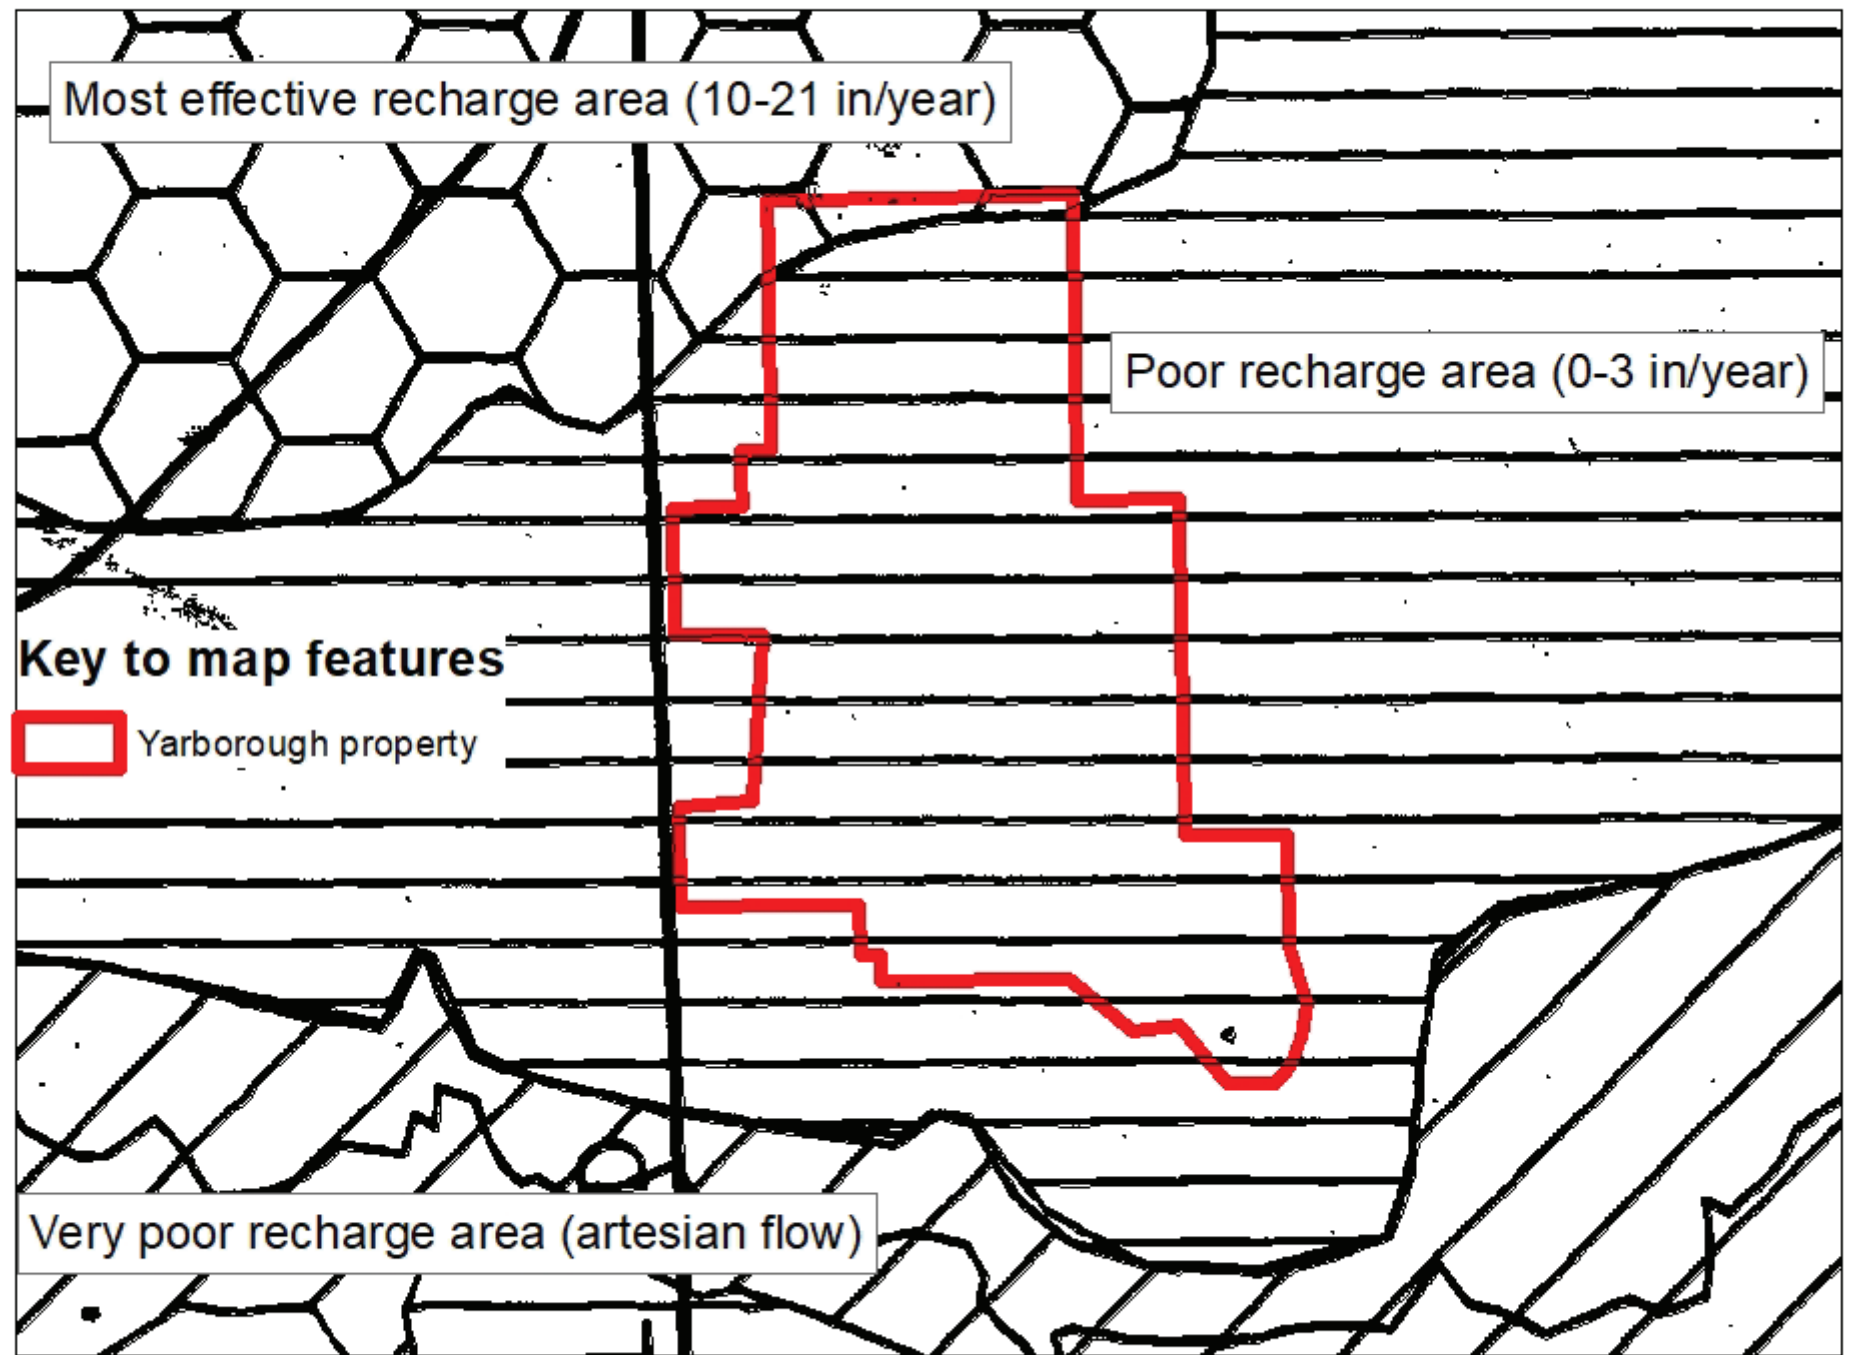 Most effective recharge area (10-21 in/year)
Poor recharge area (0-3 in/year)
Key to map features
Yarborough property
Very poor recharge area (artesian flow)